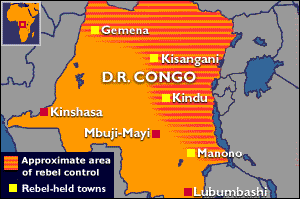 Gemena
Kisangani
D.R. CONGO
Kindu
Kinshasa
Mbuji-Mayi
Manono
Lubumbashi
Approximate area
of rebel control
Rebel-held towns